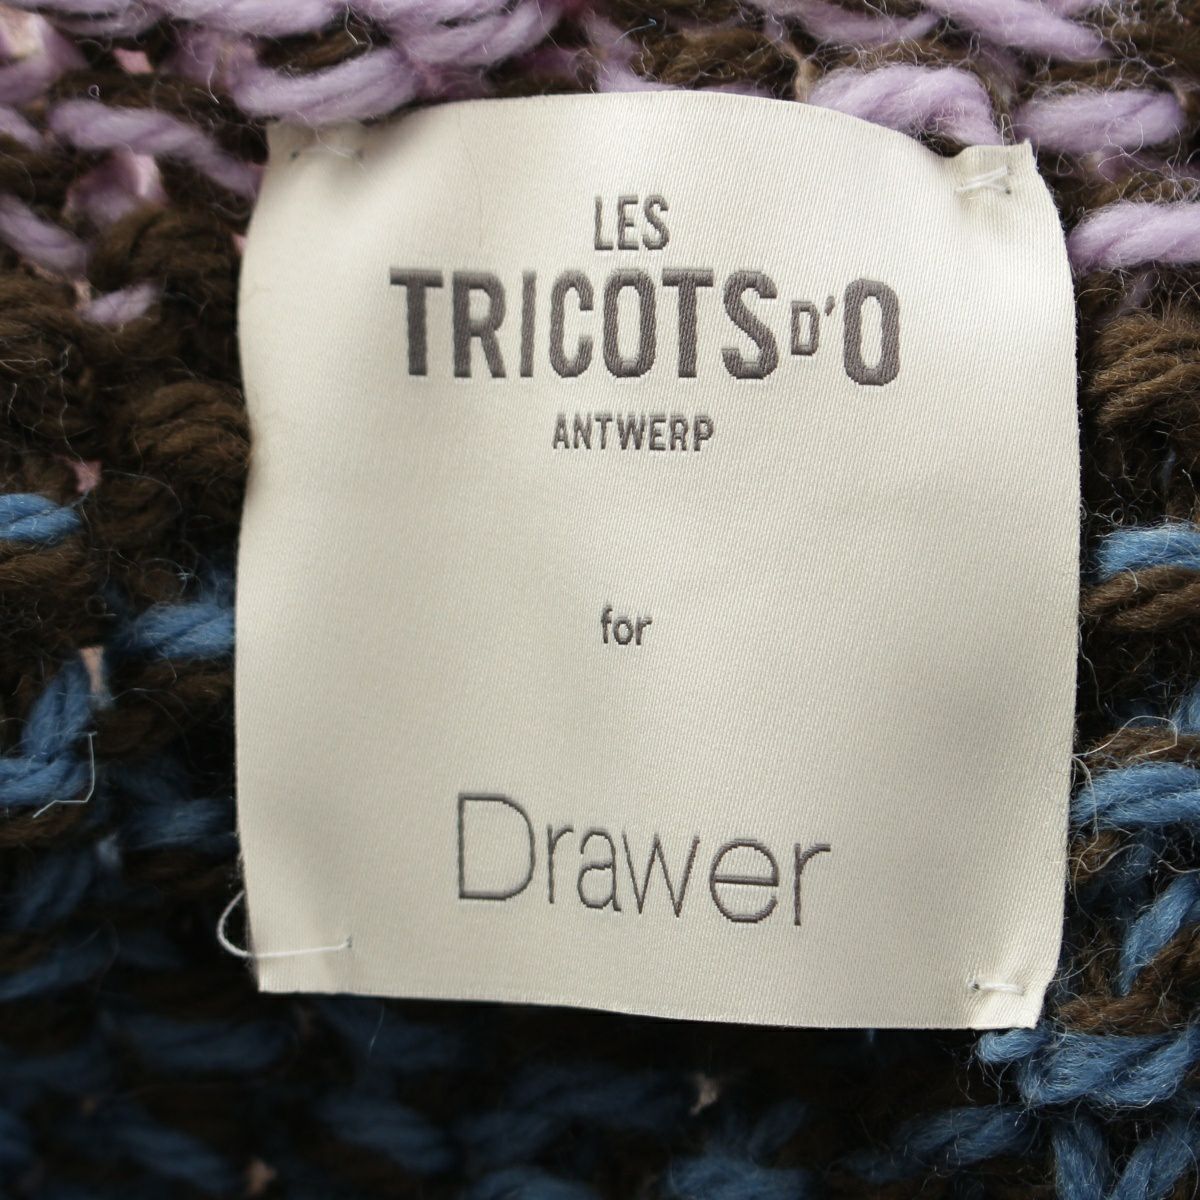 LES
TRICOTS D'O
ANTWERP
for
Drawer